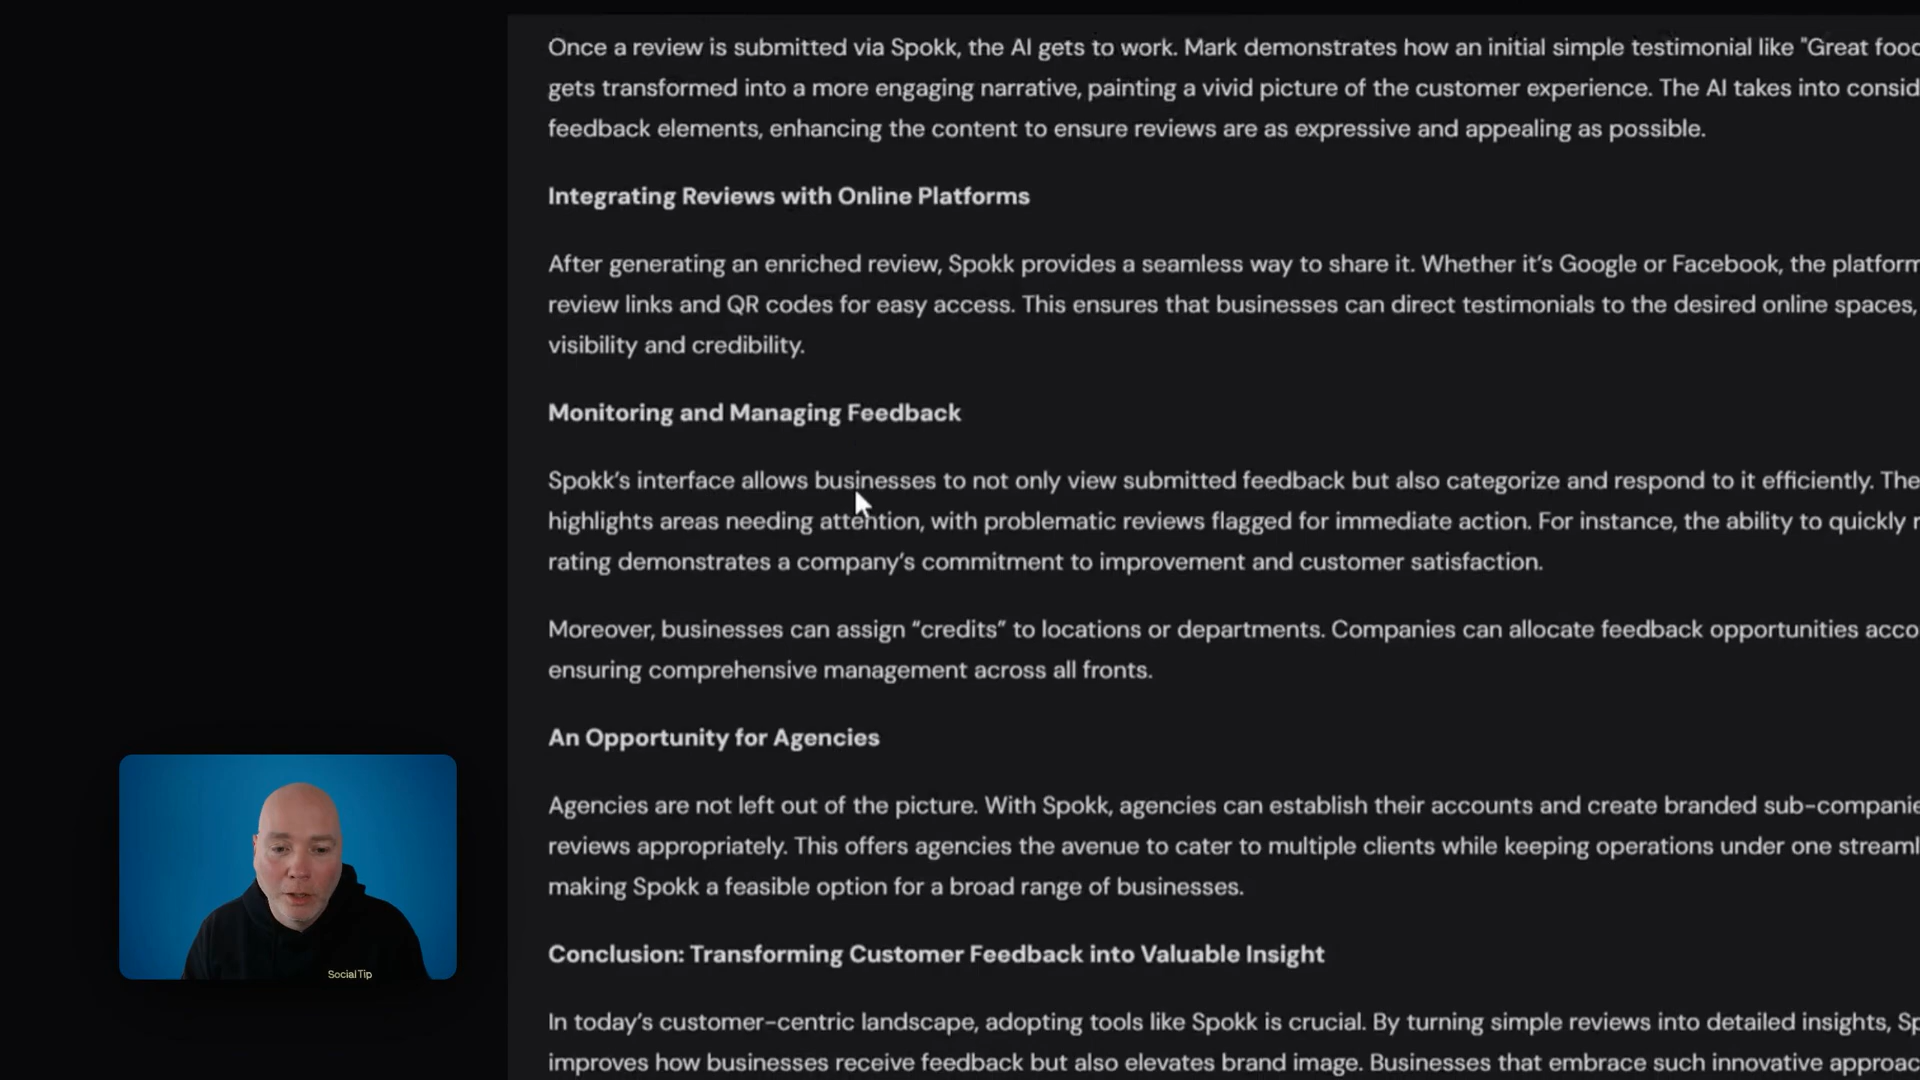 Once a review is submitted via Spokk, the AI gets to work. Mark demonstrates how an initial simple testimonial like "Great food
gets transformed into a more engaging narrative, painting a vivid picture of the customer experience. The AI takes into consid
feedback elements, enhancing the content to ensure reviews are as expressive and appealing as possible.
Integrating Reviews with Online Platforms
After generating an enriched review, Spokk provides a seamless way to share it. Whether it’s Google or Facebook, the platform
review links and QR codes for easy access. This ensures that businesses can direct testimonials to the desired online spaces,
visibility and credibility.
Monitoring and Managing Feedback
Spokk’s interface allows businesses to not only view submitted feedback but also categorize and respond to it efficiently. The
highlights areas needing attention, with problematic reviews flagged for immediate action. For instance, the ability to quickly
rating demonstrates a company’s commitment to improvement and customer satisfaction.
Moreover, businesses can assign “credits” to locations or departments. Companies can allocate feedback opportunities acco
ensuring comprehensive management across all fronts.
An Opportunity for Agencies
Agencies are not left out of the picture. With Spokk, agencies can establish their accounts and create branded sub-companie
reviews appropriately. This offers agencies the avenue to cater to multiple clients while keeping operations under one streaml
making Spokk a feasible option for a broad range of businesses.
Conclusion: Transforming Customer Feedback into Valuable Insight
In today’s customer-centric landscape, adopting tools like Spokk is crucial. By turning simple reviews into detailed insights, Sp
improves how businesses receive feedback but also elevates brand image. Businesses that embrace such innovative approac
SocialTip